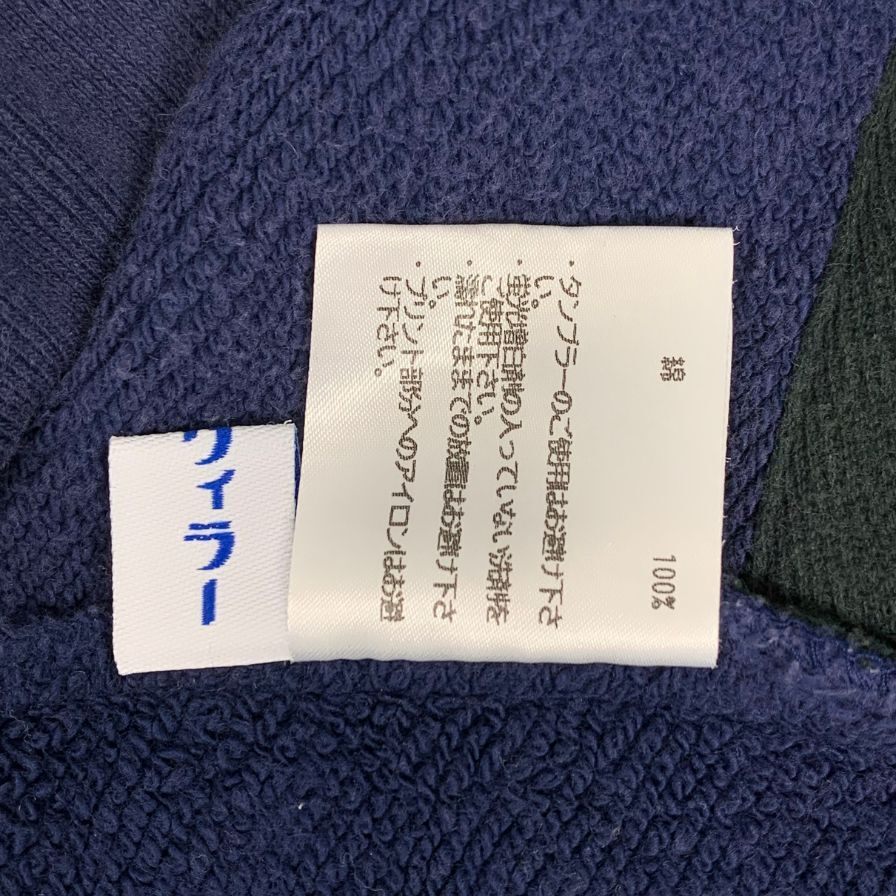 綿 100%
・タンブラーのご使用はお避け下さ
い。
・蛍光増白剤の入っていない洗剤を
ご使用下さい。
・濡れたままでの放置はお避け下さ
い。
・プリント部分へのアイロンはお避
け下さい。